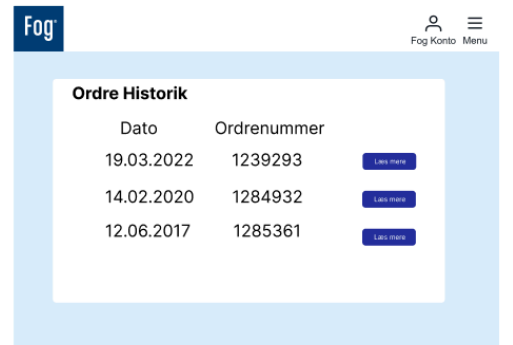 Fog
Fog Konto Menu
Ordre Historik
Dato Ordrenummer
19.03.2022 1239293 Læs mere
14.02.2020 1284932 Læs mere
12.06.2017 1285361 Læs mere